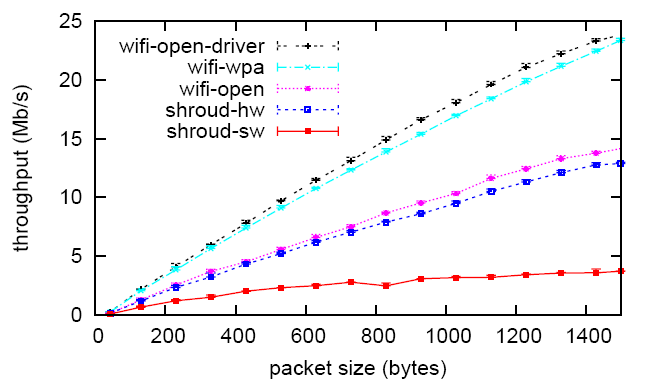 throughput (Mb/s)
25
20
15
10
5
0
wifi-open-driver
wifi-wpa
wifi-open
shroud-hw
shroud-sw
0 200 400 600 800 1000 1200 1400
packet size (bytes)